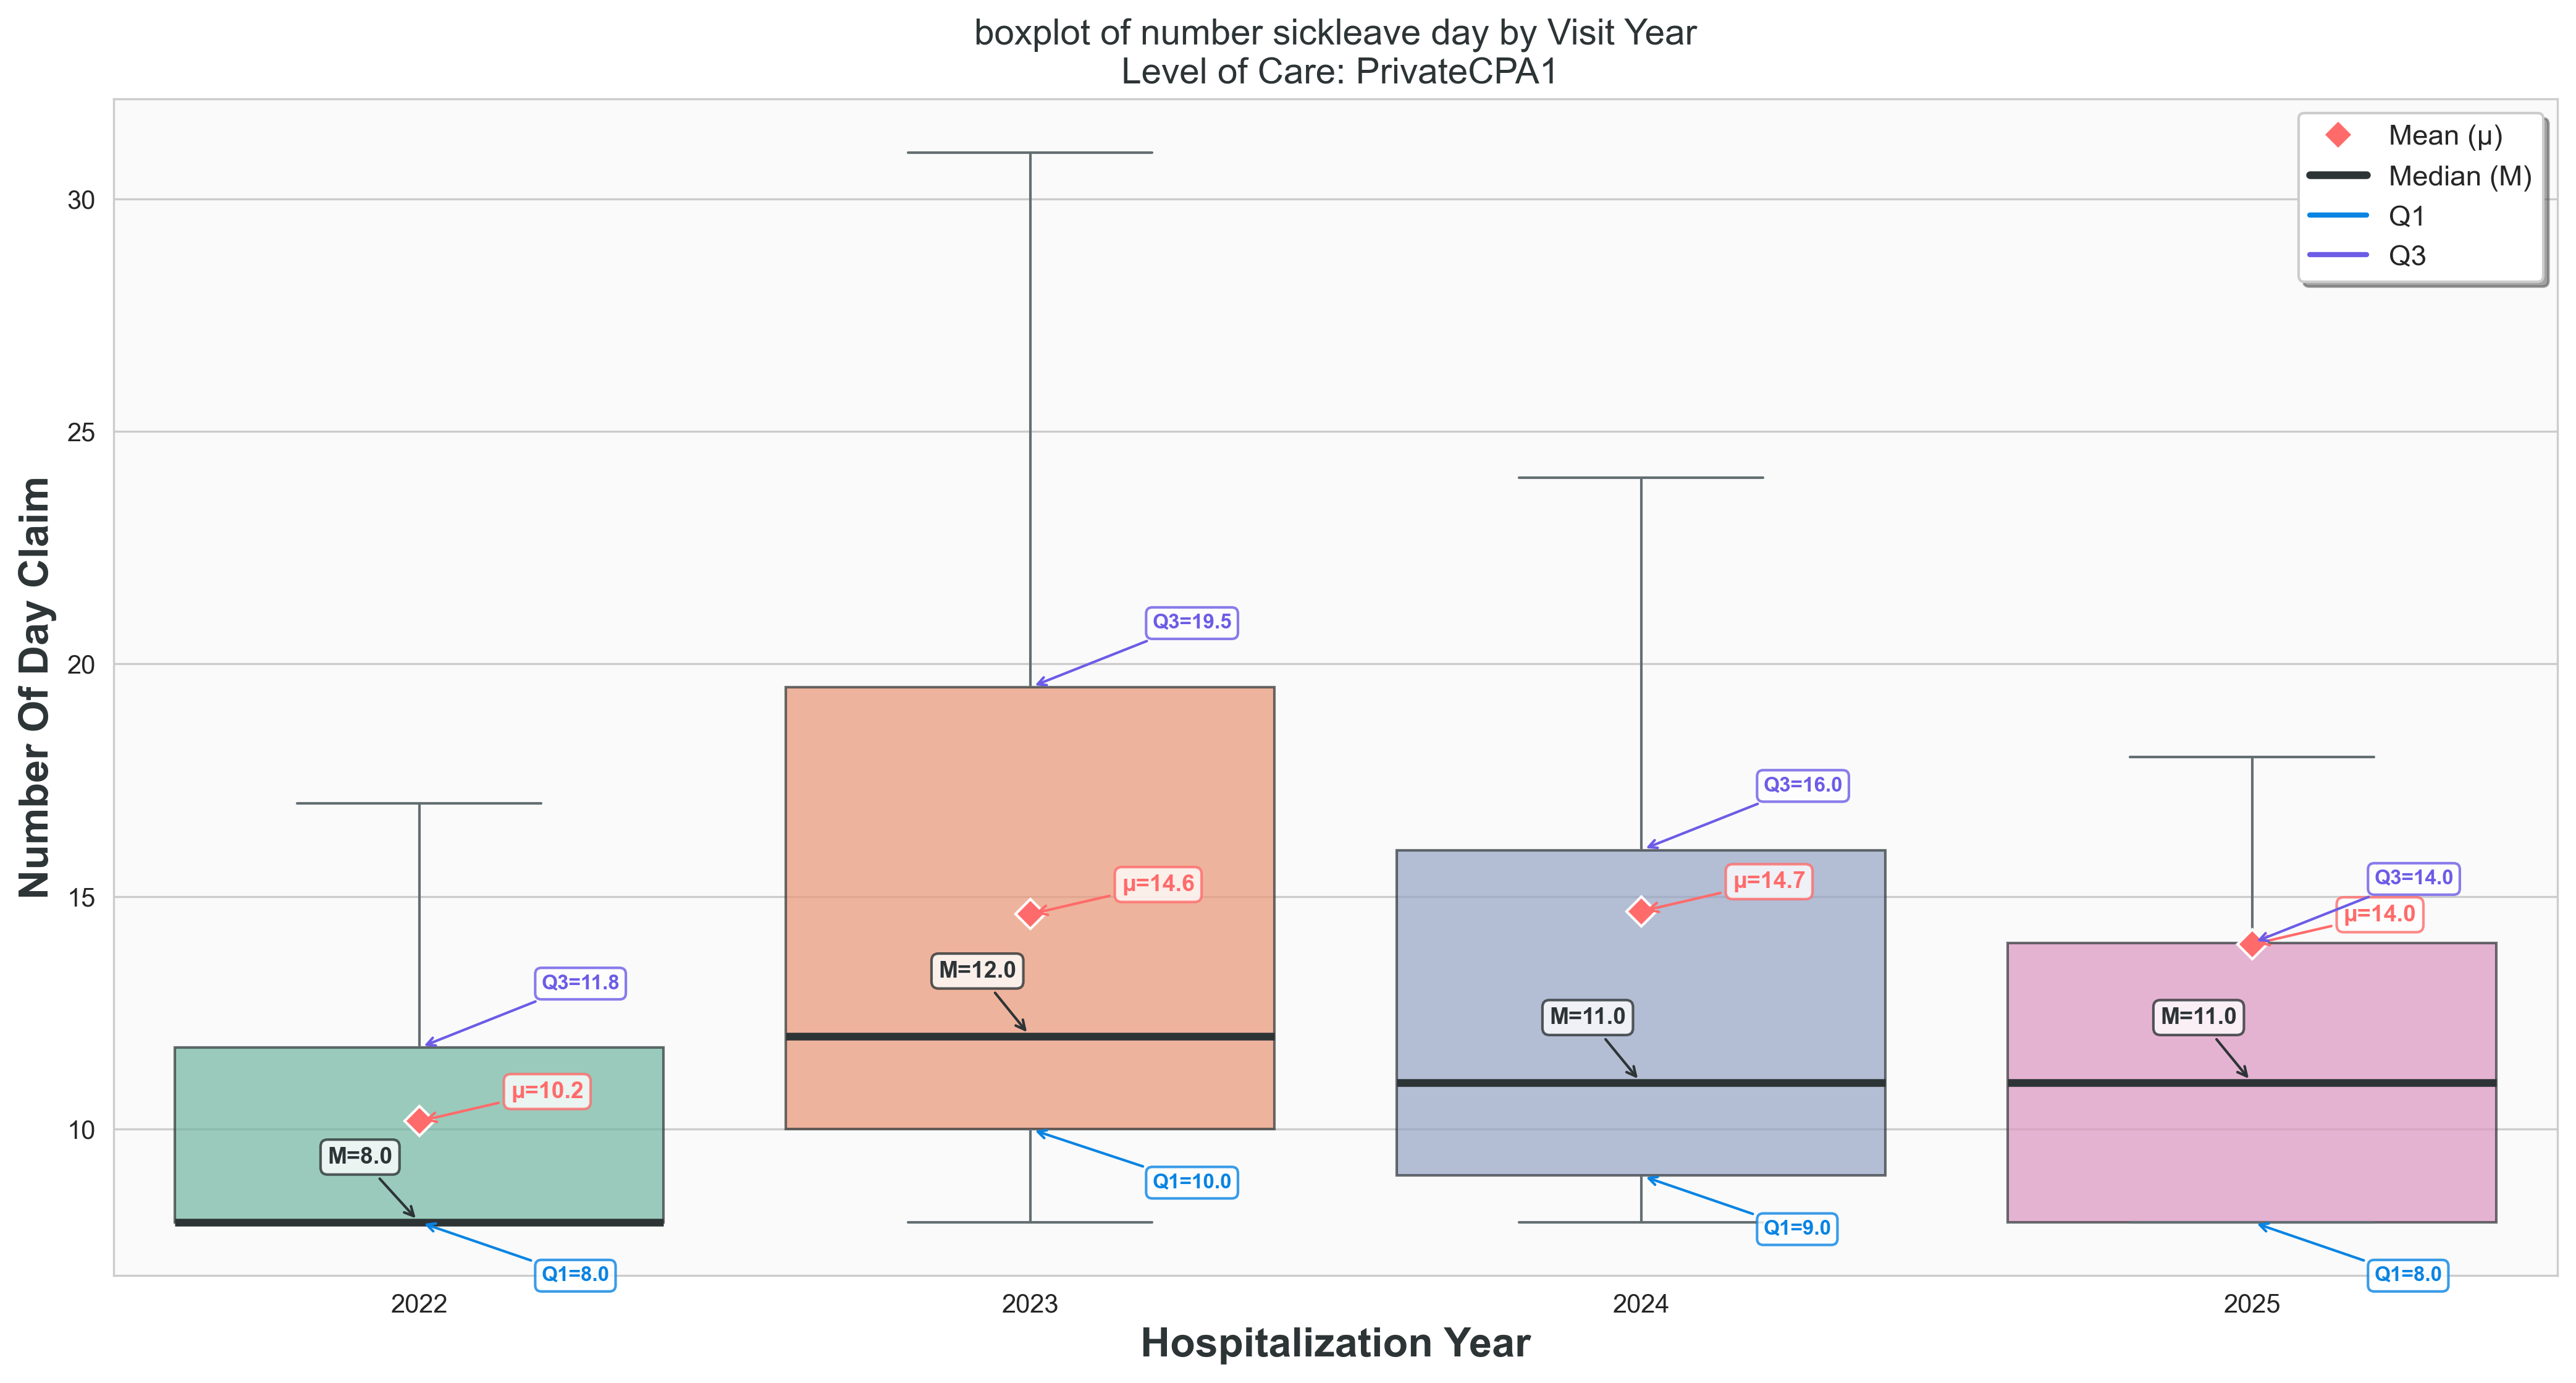 boxplot of number sickleave day by Visit Year
Level of Care: PrivateCPA1
Mean (μ)
Median (M)
Q1
Q3
Number Of Day Claim
30
25
20
15
10
Q3=11.8
μ=10.2
M=8.0
Q1=8.0
Q3=19.5
μ=14.6
M=12.0
Q1=10.0
Q3=16.0
μ=14.7
M=11.0
Q1=9.0
Q3=14.0
μ=14.0
M=11.0
Q1=8.0
2022
2023
2024
2025
Hospitalization Year